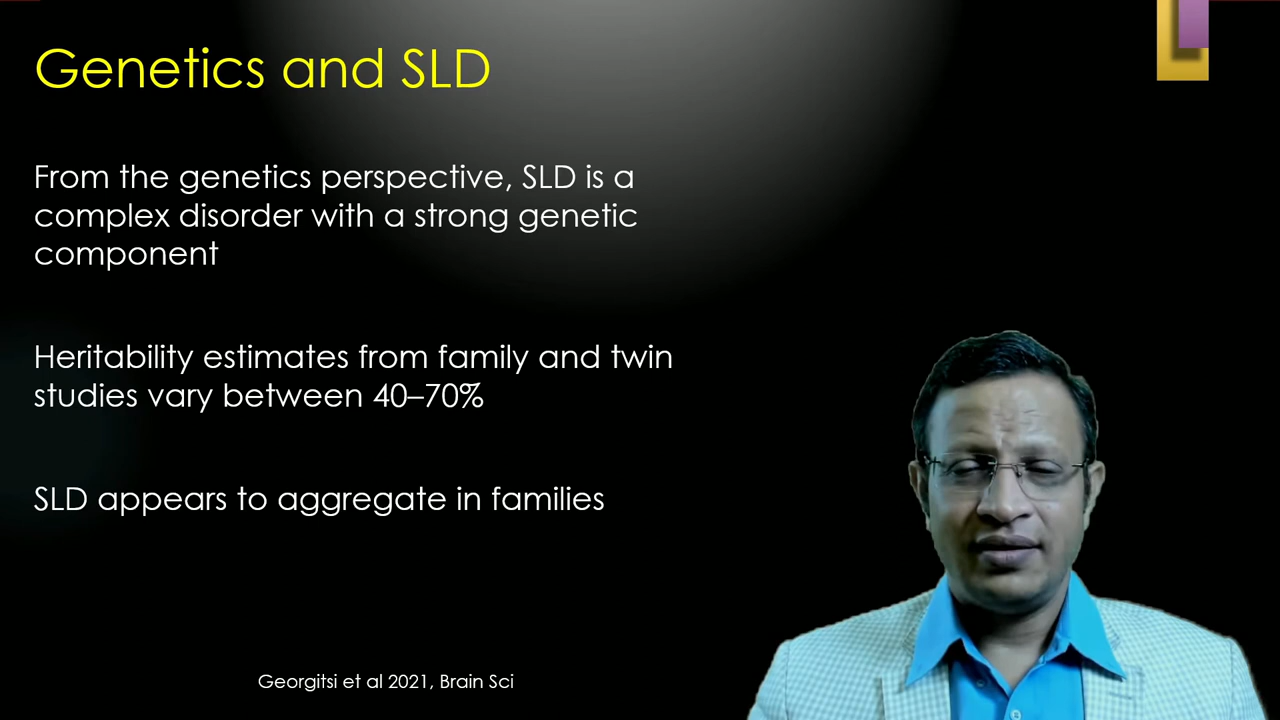 Genetics and SLD
From the genetics perspective, SLD is a
complex disorder with a strong genetic
component
Heritability estimates from family and twin
studies vary between 40–70%
SLD appears to aggregate in families
Georgitsi et al 2021, Brain Sci